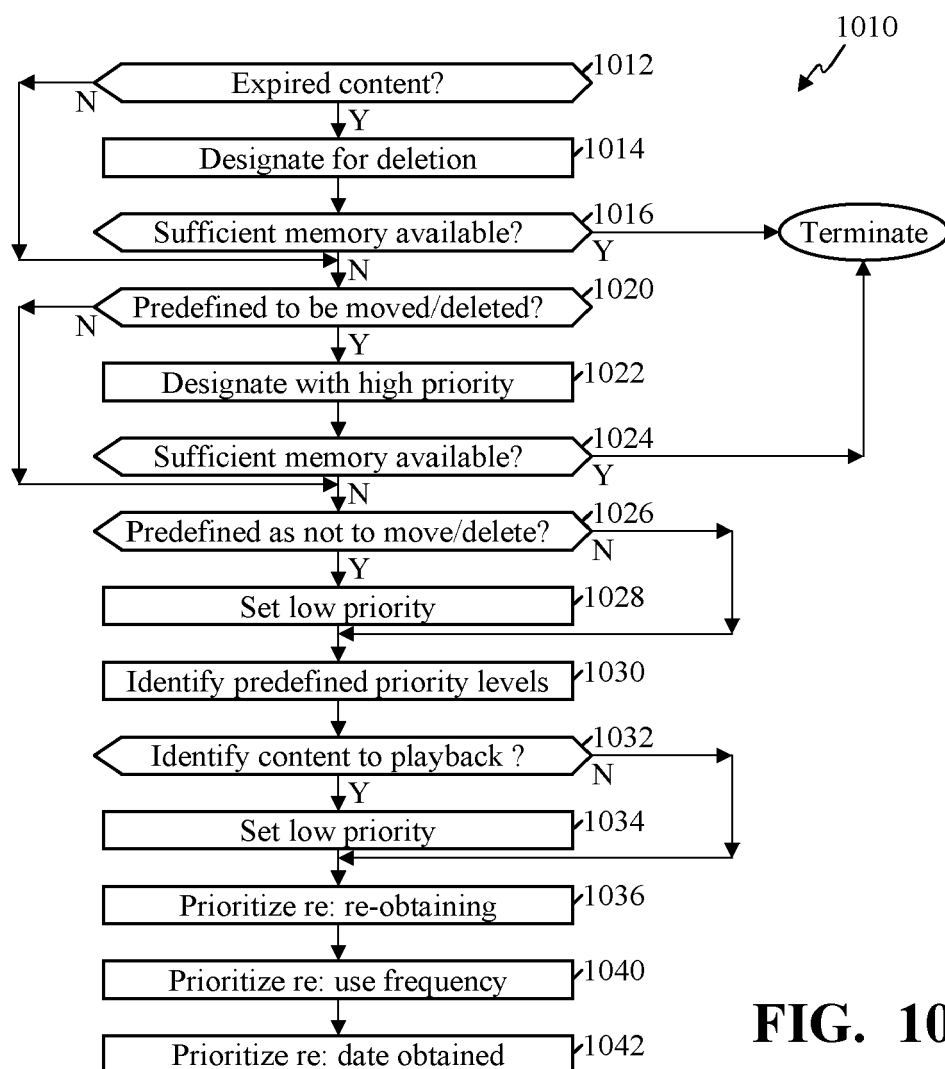 1010
Expired content?
1012
N
Y
Designate for deletion
1014
Sufficient memory available?
1016
Y
Terminate
N
Predefined to be moved/deleted?
1020
N
Y
Designate with high priority
1022
Sufficient memory available?
1024
Y
N
Predefined as not to move/delete?
1026
N
Y
Set low priority
1028
Identify predefined priority levels
1030
Identify content to playback ?
1032
N
Y
Set low priority
1034
Prioritize re: re-obtaining
1036
Prioritize re: use frequency
1040
Prioritize re: date obtained
1042
FIG. 10